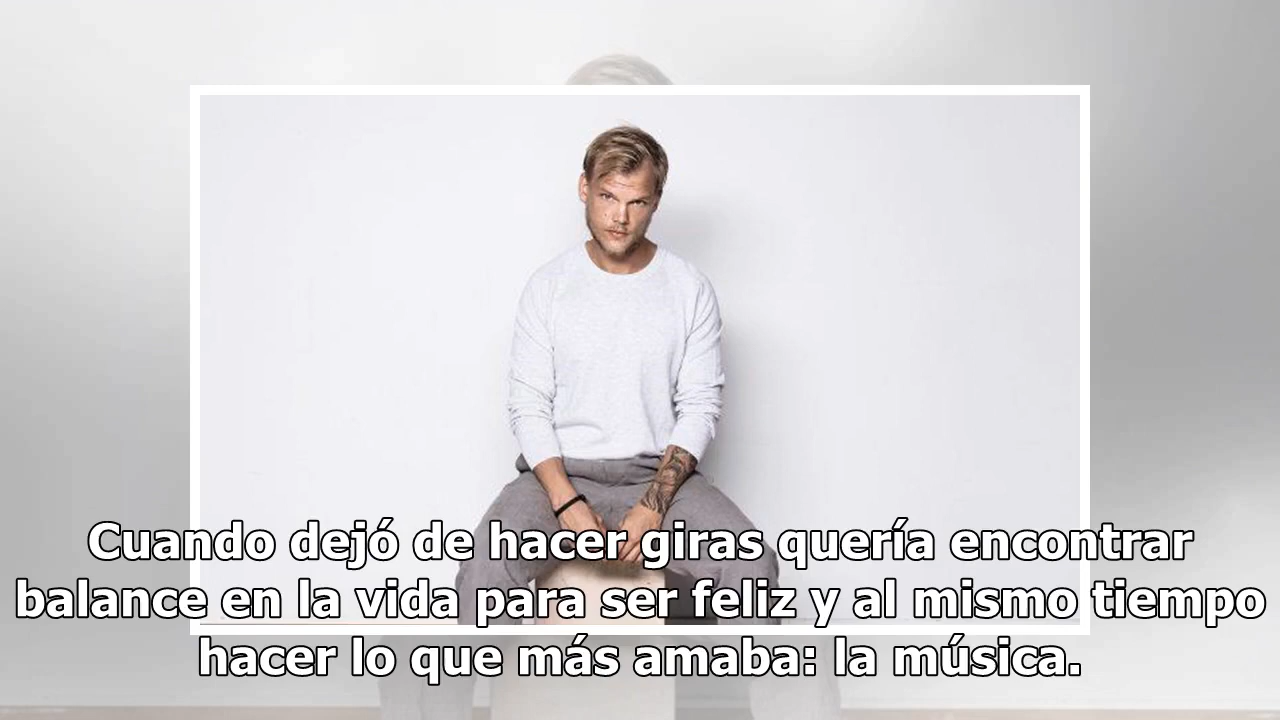 Cuando dejó de hacer giras quería encontrar
balance en la vida para ser feliz y al mismo tiempo
hacer lo que más amaba: la música.